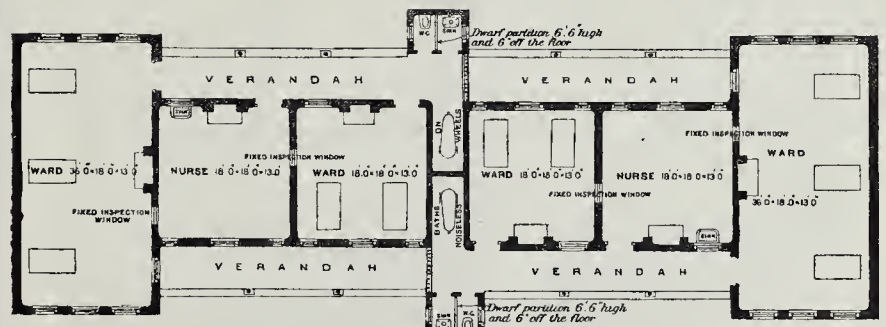 W.C.
SINK
Dwarf partition 6'.6" high
and 6" off the floor
VERANDAH
VERANDAH
SINK
ON
WHEELS
FIXED INSPECTION WINDOW
FIXED INSPECTION WINDOW
WARD
WARD 36'.0"×18'.0"×13'.0"
NURSE 18'.0"×18'.0"×13'.0"
WARD 18'.0"×18'.0"×13'.0"
WARD 18'.0"×18'.0"×13'.0"
NURSE 18'.0"×18'.0"×13'.0"
FIXED INSPECTION WINDOW
36'.0"×18'.0"×13'.0"
FIXED INSPECTION
WINDOW
BATHS
NOISELESS
SINK
VERANDAH
VERANDAH
SINK
W.C.
Dwarf partition 6'.6" high
and 6" off the floor